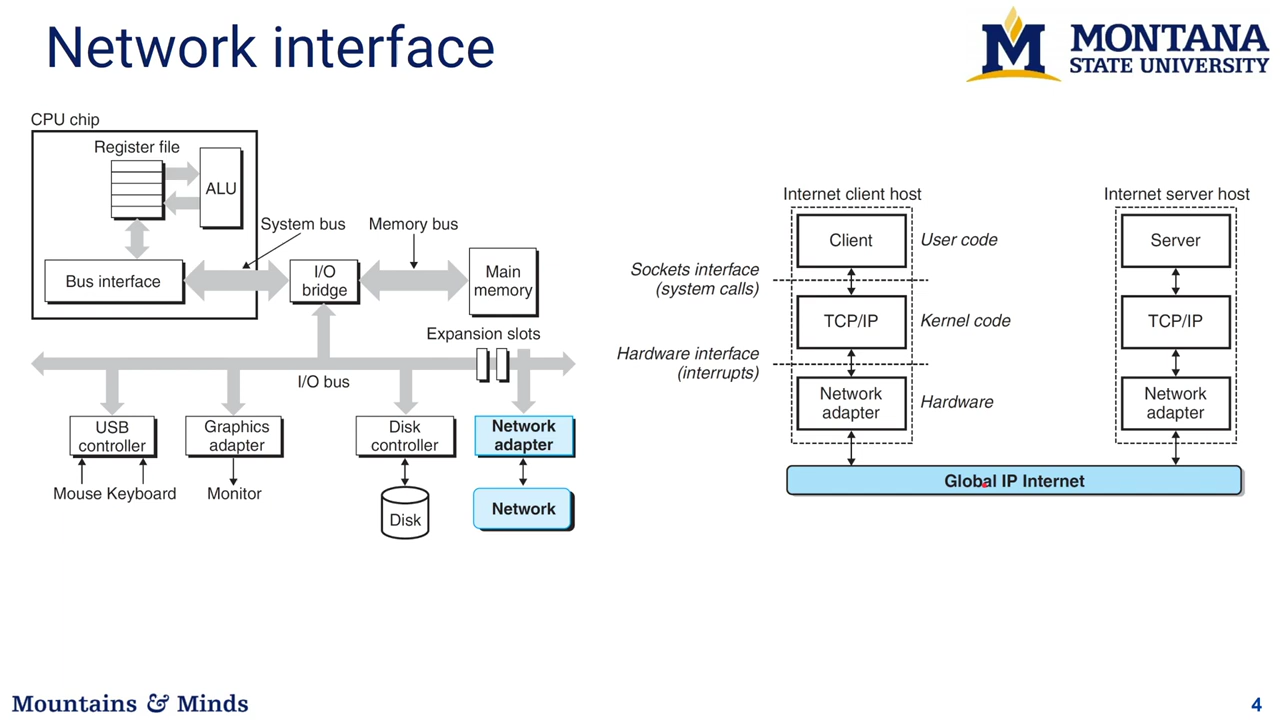 Network interface
MONTANA
STATE UNIVERSITY
CPU chip
Register file
ALU
System bus
Memory bus
Bus interface
I/O
bridge
Main
memory
Expansion slots
I/O bus
USB
controller
Graphics
adapter
Disk
controller
Network
adapter
Mouse Keyboard
Monitor
Disk
Network
Internet client host
Internet server host
Client
User code
Server
Sockets interface
(system calls)
TCP/IP
Kernel code
TCP/IP
Hardware interface
(interrupts)
Network
adapter
Hardware
Network
adapter
Global IP Internet
Mountains & Minds
4